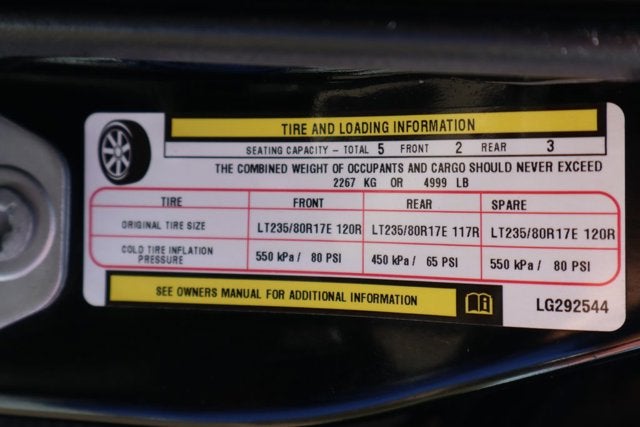 TIRE AND LOADING INFORMATION
SEATING CAPACITY - TOTAL 5 FRONT 2 REAR 3
THE COMBINED WEIGHT OF OCCUPANTS AND CARGO SHOULD NEVER EXCEED
2267 KG OR 4999 LB
TIRE FRONT REAR SPARE
ORIGINAL TIRE SIZE LT235/80R17E 120R LT235/80R17E 117R LT235/80R17E 120R
COLD TIRE INFLATION
PRESSURE 550 kPa / 80 PSI 450 kPa / 65 PSI 550 kPa / 80 PSI
SEE OWNERS MANUAL FOR ADDITIONAL INFORMATION
LG292544